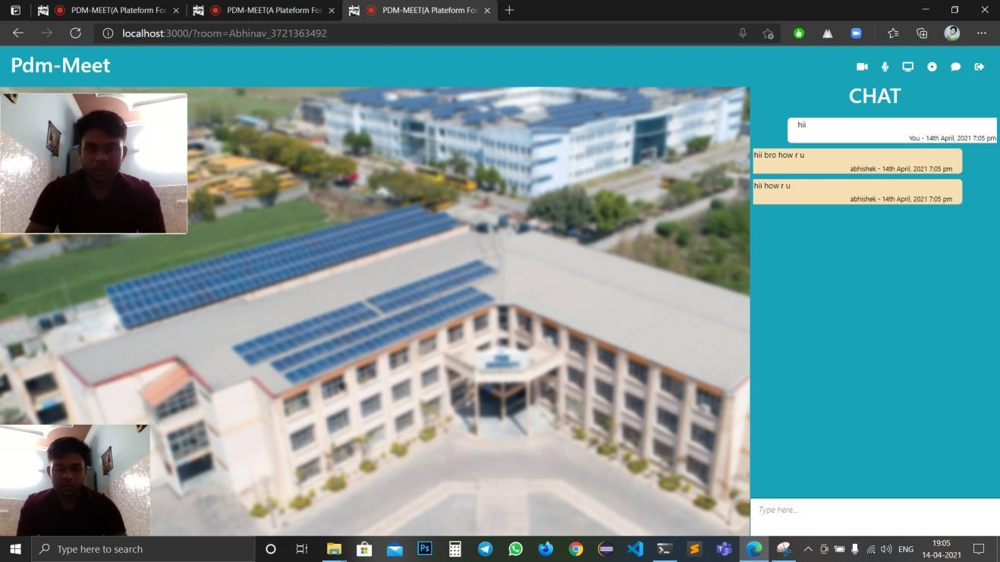 PDM-MEET(A Plateform For
PDM-MEET(A Plateform For
PDM-MEET(A Plateform For
localhost:3000/?room=Abhinav_3721363492
Pdm-Meet
CHAT
hii
You - 14th April, 2021 7:05 pm
hii bro how r u
abhishek - 14th April, 2021 7:05 pm
hii how r u
abhishek - 14th April, 2021 7:05 pm
Type here...
Type here to search
Ps
ENG
19:05
14-04-2021